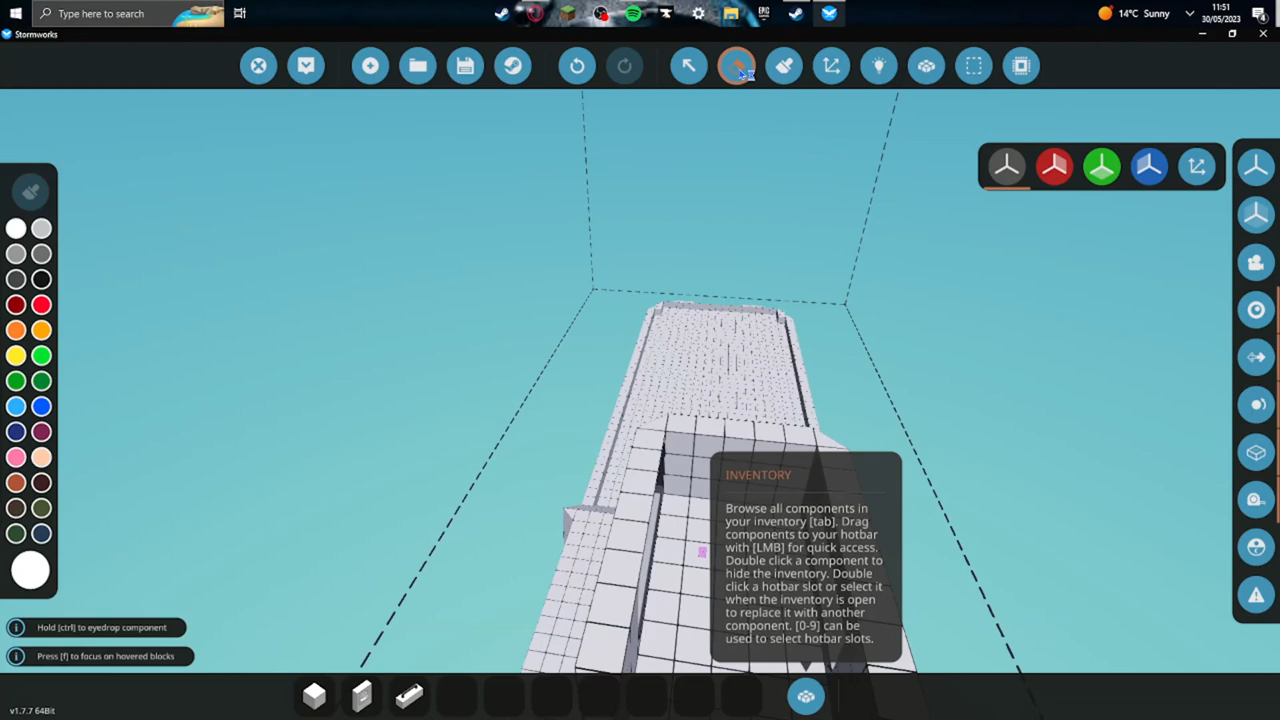 Type here to search
14°C Sunny
11:51
30/05/2023
4
Stormworks
INVENTORY
Browse all components in
your inventory [tab]. Drag
components to your hotbar
with [LMB] for quick access.
Double click a component to
hide the inventory. Double
click a hotbar slot or select it
when the inventory is open
to replace it with another
component. [0-9] can be
used to select hotbar slots.
Hold [ctrl] to eyedrop component
Press [f] to focus on hovered blocks
v1.7.7 64Bit